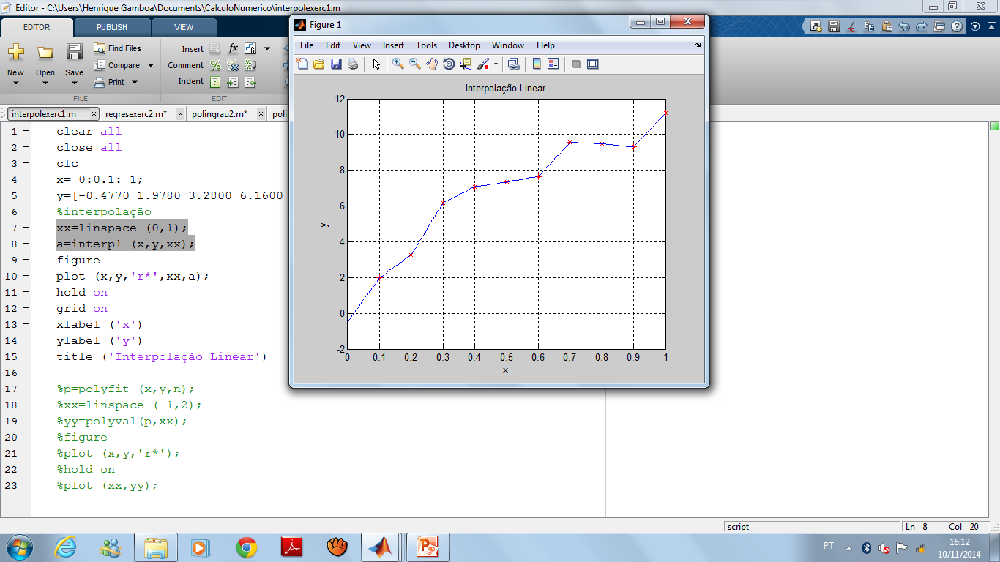 Editor - C:\Users\Henrique Gamboa\Documents\CalculoNumerico\interpolexerc1.m
EDITOR PUBLISH VIEW
New Open Save
Find Files
Compare
Print
FILE
Insert
Comment
Indent
EDIT
interpolexerc1.m regresexerc2.m* polingrau2.m*
1 clear all
2 close all
3 clc
4 x= 0:0.1: 1;
5 y=[-0.4770 1.9780 3.2800 6.1600
6 %interpolação
7 xx=linspace (0,1);
8 a=interp1 (x,y,xx);
9 figure
10 plot (x,y,'r*',xx,a);
11 hold on
12 grid on
13 xlabel ('x')
14 ylabel ('y')
15 title ('Interpolação Linear')
16
17 %p=polyfit (x,y,n);
18 %xx=linspace (-1,2);
19 %yy=polyval(p,xx);
20 %figure
21 %plot (x,y,'r*');
22 %hold on
23 %plot (xx,yy);
Figure 1
File Edit View Insert Tools Desktop Window Help
Interpolação Linear
12
10
8
6
4
2
0
-2
y
0 0.1 0.2 0.3 0.4 0.5 0.6 0.7 0.8 0.9 1
x
script Ln 8 Col 20
PT 16:12
10/11/2014